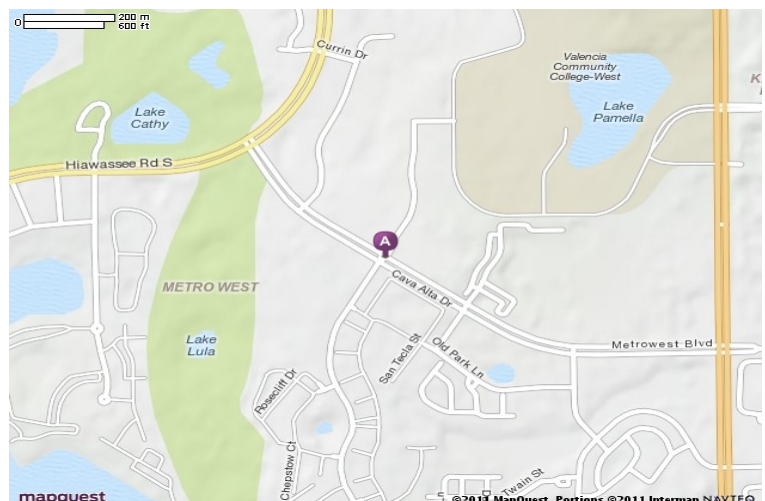 0
200 m
600 ft
Currin Dr
Valencia
Community
College-West
Lake
Cathy
Lake
Pamella
K
Hiawassee Rd S
A
METRO WEST
Cava Alta Dr
Lake
Lula
Metrowest Blvd
San Tecla St
Old Park Ln
Rosecliff Dr
Chepstow Ct
Twain St
mapquest
©2011 MapQuest, Portions ©2011 Intermap NAVTEQ